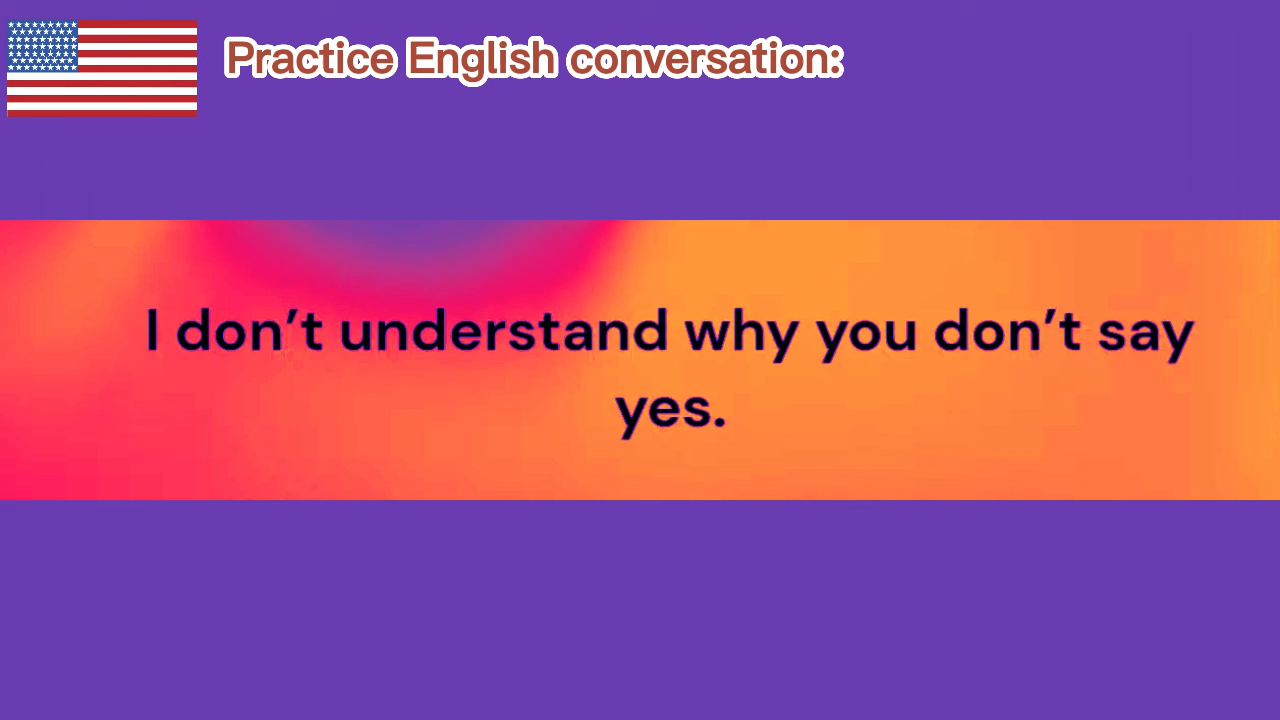 Practice English conversation:
I don’t understand why you don’t say
yes.